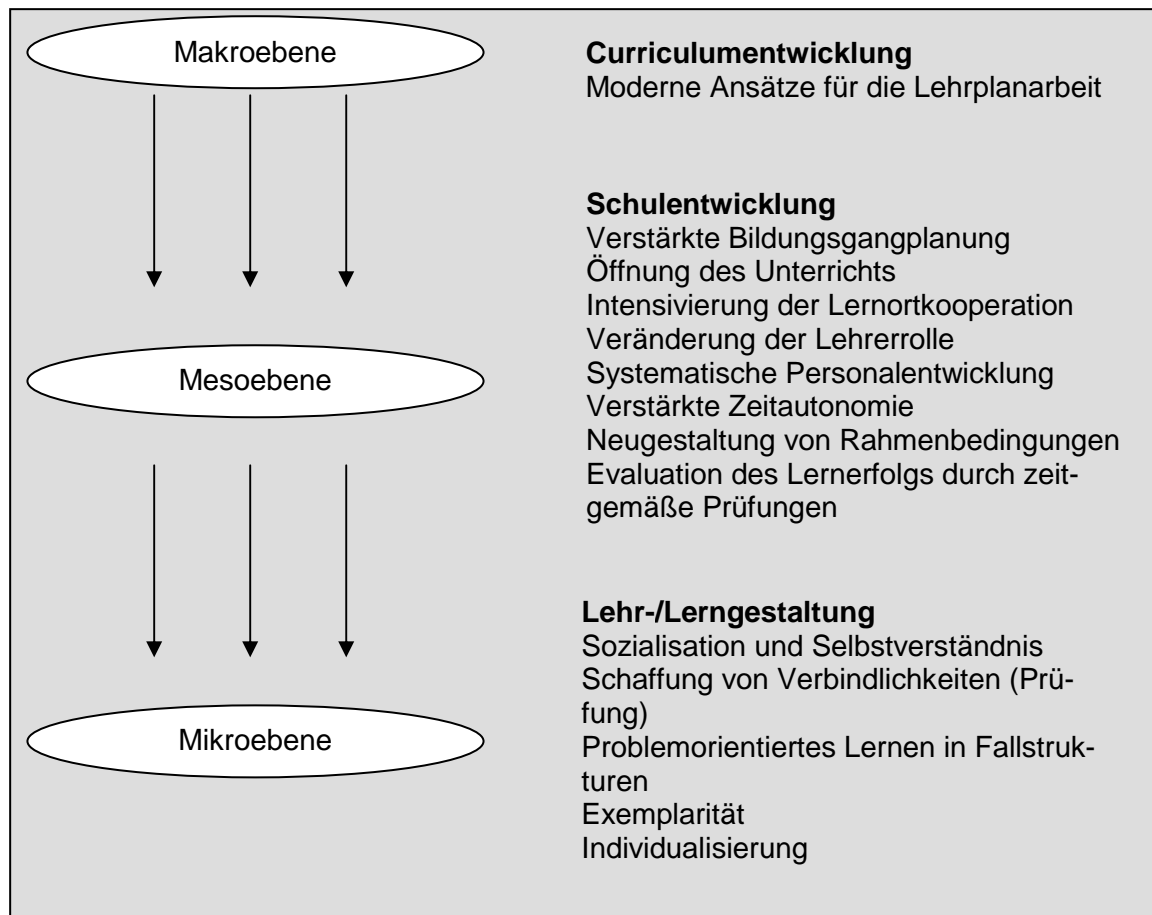 Makroebene
Curriculumentwicklung
Moderne Ansätze für die Lehrplanarbeit
Schulentwicklung
Verstärkte Bildungsgangplanung
Öffnung des Unterrichts
Intensivierung der Lernortkooperation
Veränderung der Lehrerrolle
Mesoebene
Systematische Personalentwicklung
Verstärkte Zeitautonomie
Neugestaltung von Rahmenbedingungen
Evaluation des Lernerfolgs durch zeit-
gemäße Prüfungen
Lehr-/Lerngestaltung
Sozialisation und Selbstverständnis
Schaffung von Verbindlichkeiten (Prü-
fung)
Mikroebene
Problemorientiertes Lernen in Fallstruk-
turen
Exemplarität
Individualisierung